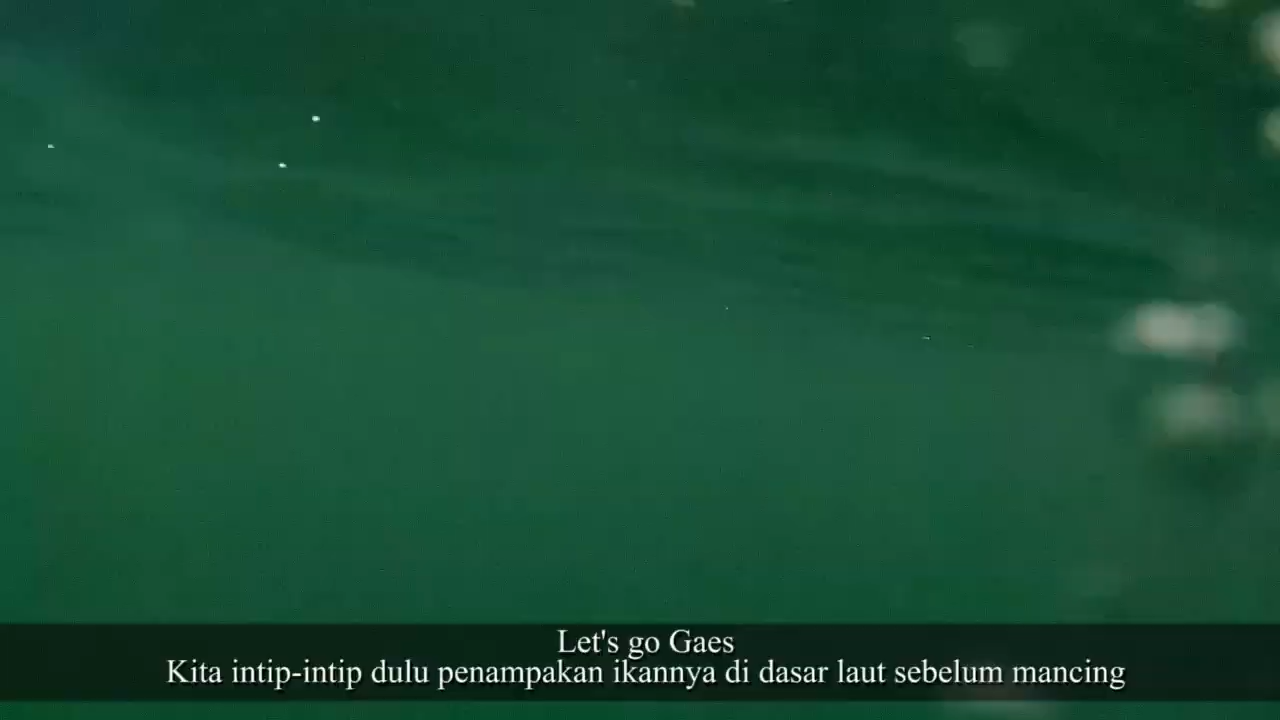 Let's go Gaes
Kita intip-intip dulu penampakan ikannya di dasar laut sebelum mancing